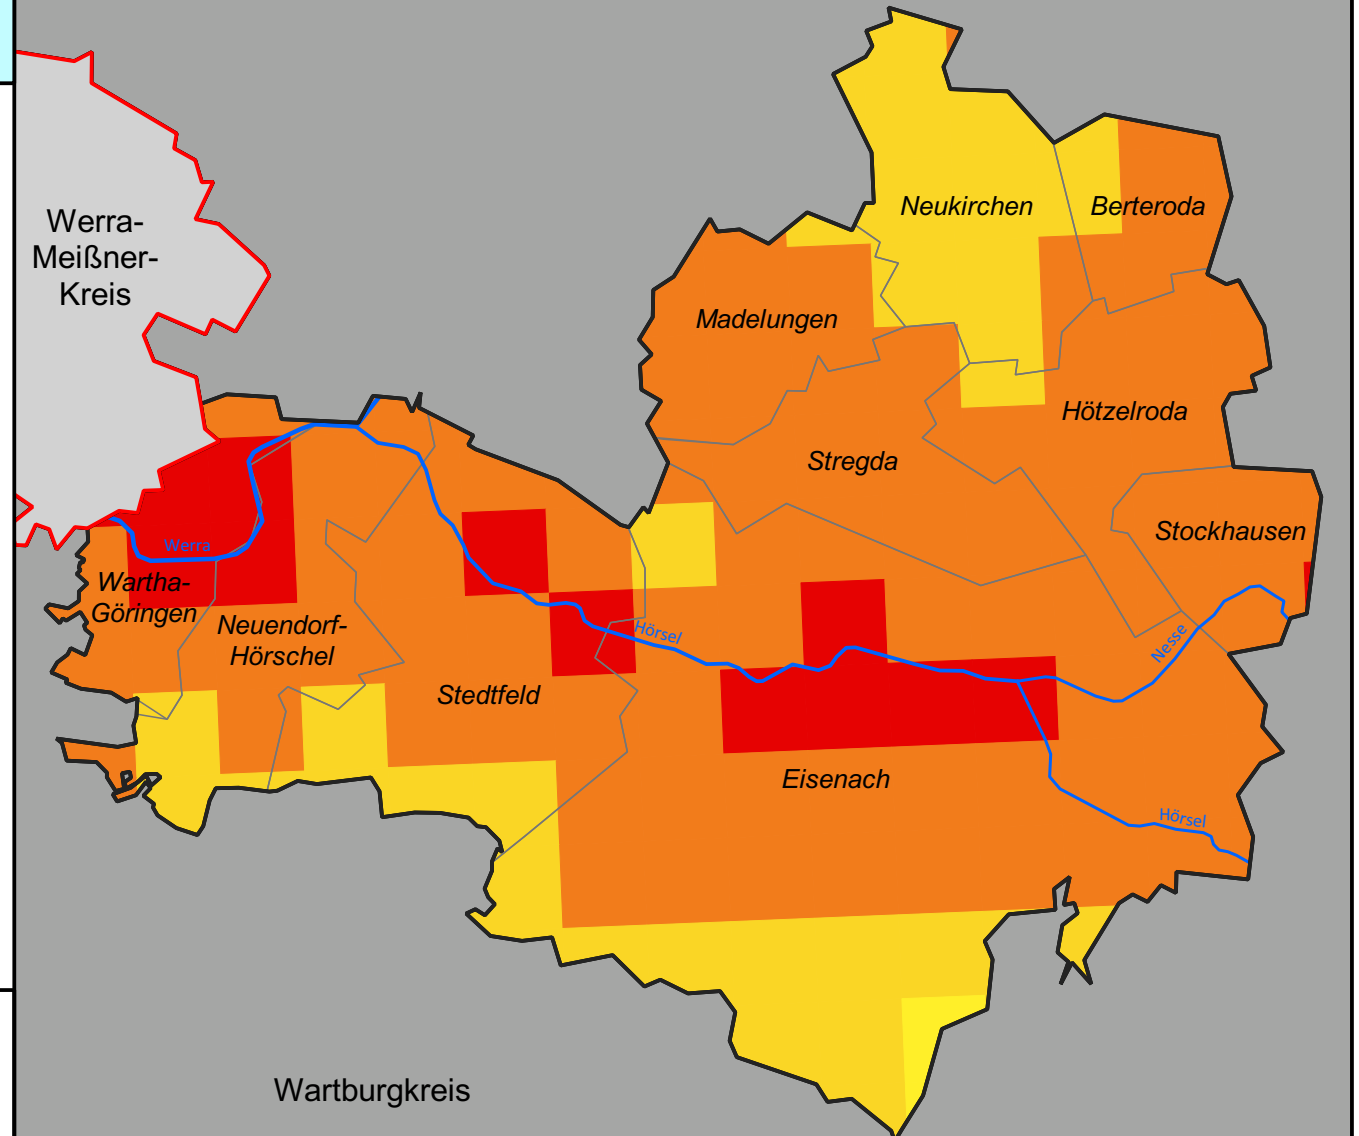 Werra-
Meißner-
Kreis
Neukirchen
Berteroda
Madelungen
Hötzelroda
Stregda
Stockhausen
Werra
Wartha-
Göringen
Neuendorf-
Hörschel
Hörsel
Nesse
Stedtfeld
Eisenach
Hörsel
Wartburgkreis